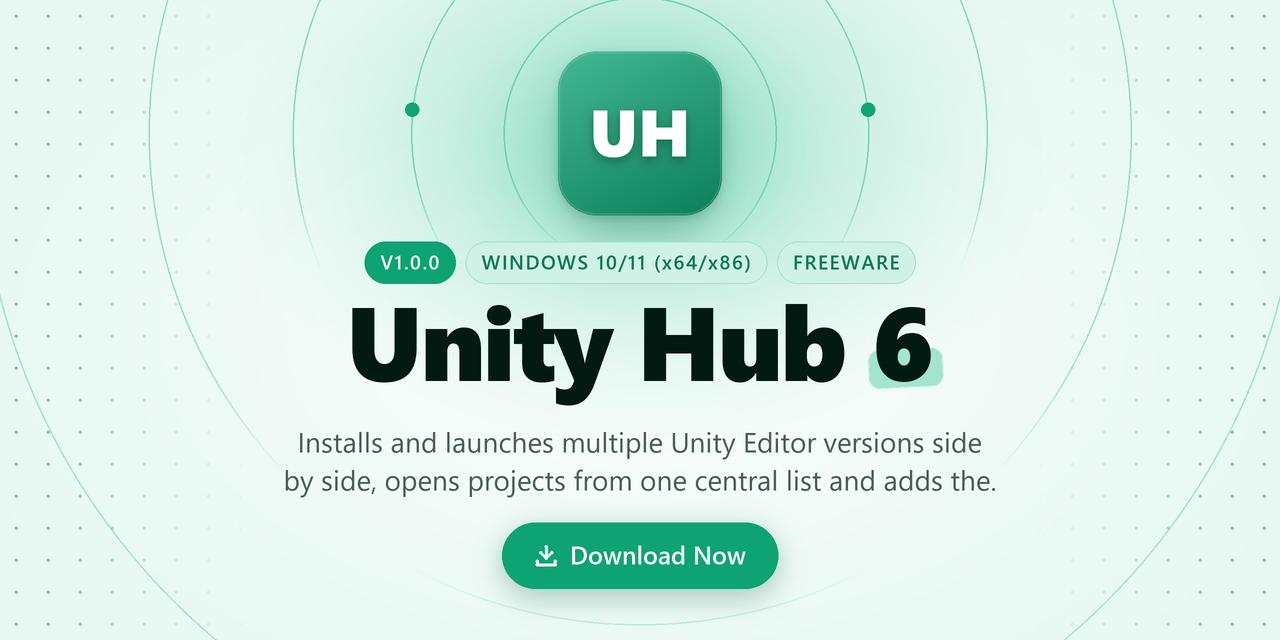 UH
V1.0.0
WINDOWS 10/11 (x64/x86)
FREEWARE
Unity Hub 6
Installs and launches multiple Unity Editor versions side
by side, opens projects from one central list and adds the.
Download Now